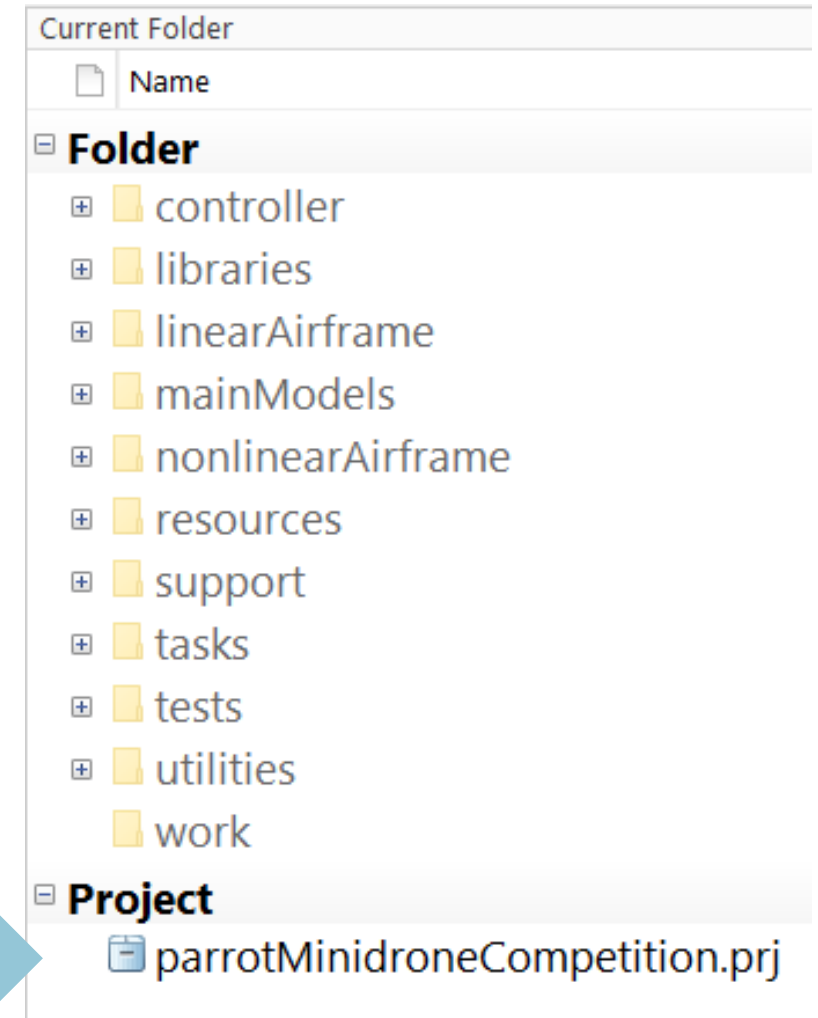 Current Folder
Name
Folder
controller
libraries
linearAirframe
mainModels
nonlinearAirframe
resources
support
tasks
tests
utilities
work
Project
parrotMinidroneCompetition.prj